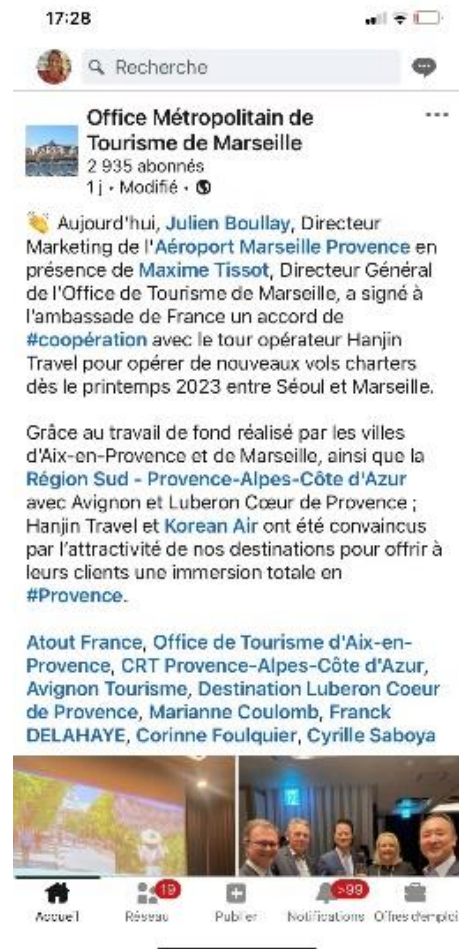 17:28
Recherche
Office Métropolitain de
Tourisme de Marseille
2 935 abonnés
1 j • Modifié •
Aujourd'hui, Julien Boullay, Directeur
Marketing de l'Aéroport Marseille Provence en
présence de Maxime Tissot, Directeur Général
de l'Office de Tourisme de Marseille, a signé à
l'ambassade de France un accord de
#coopération avec le tour opérateur Hanjin
Travel pour opérer de nouveaux vols charters
dès le printemps 2023 entre Séoul et Marseille.
Grâce au travail de fond réalisé par les villes
d'Aix-en-Provence et de Marseille, ainsi que la
Région Sud - Provence-Alpes-Côte d'Azur
avec Avignon et Luberon Cœur de Provence ;
Hanjin Travel et Korean Air ont été convaincus
par l'attractivité de nos destinations pour offrir à
leurs clients une immersion totale en
#Provence.
Atout France, Office de Tourisme d'Aix-en-
Provence, CRT Provence-Alpes-Côte d'Azur,
Avignon Tourisme, Destination Luberon Coeur
de Provence, Marianne Coulomb, Franck
DELAHAYE, Corinne Foulquier, Cyrille Saboya
19
>99
Accueil Réseau Publier Notifications Offres d'emploi